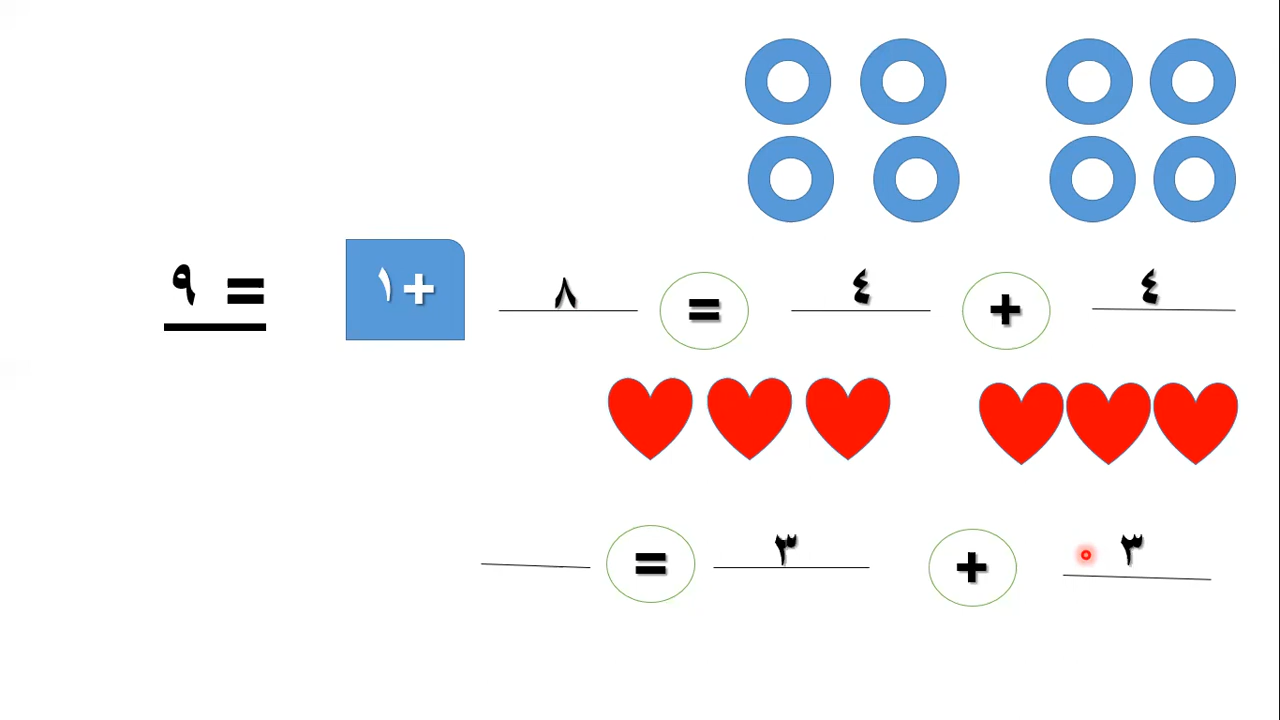 ٤ + ٤ = ٨ +١ = ٩
٣ + ٣ =